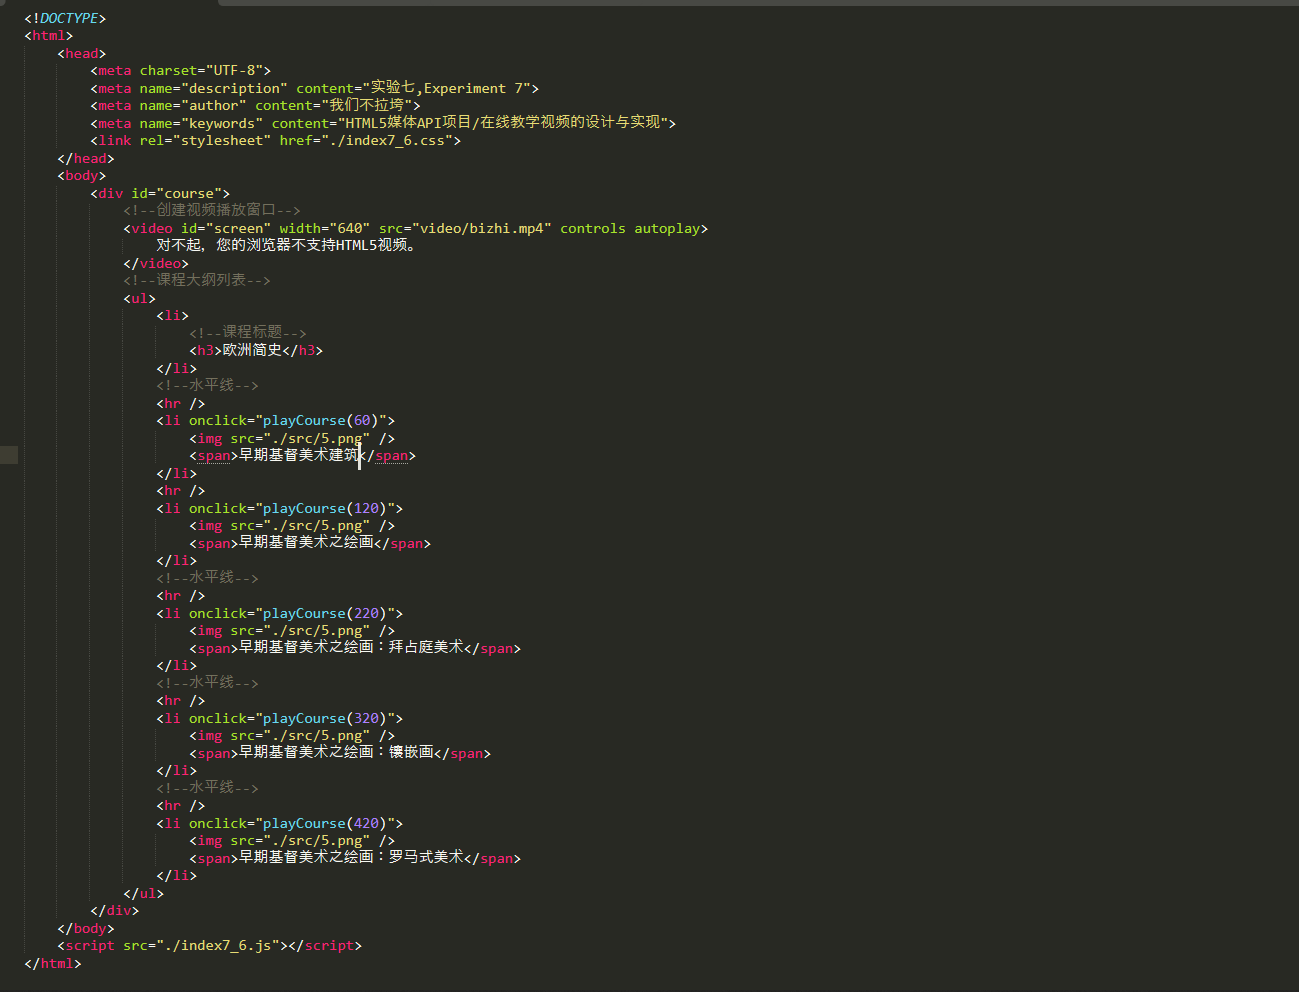 <!DOCTYPE>
<html>
<head>
<meta charset="UTF-8">
<meta name="description" content="实验七,Experiment 7">
<meta name="author" content="我们不拉垮">
<meta name="keywords" content="HTML5媒体API项目/在线教学视频的设计与实现">
<link rel="stylesheet" href="./index7_6.css">
</head>
<body>
<div id="course">
<!--创建视频播放窗口-->
<video id="screen" width="640" src="video/bizhi.mp4" controls autoplay>
对不起，您的浏览器不支持HTML5视频。
</video>
<!--课程大纲列表-->
<ul>
<li>
<!--课程标题-->
<h3>欧洲简史</h3>
</li>
<!--水平线-->
<hr />
<li onclick="playCourse(60)">
<img src="./src/5.png" />
<span>早期基督美术建筑</span>
</li>
<hr />
<li onclick="playCourse(120)">
<img src="./src/5.png" />
<span>早期基督美术之绘画</span>
</li>
<!--水平线-->
<hr />
<li onclick="playCourse(220)">
<img src="./src/5.png" />
<span>早期基督美术之绘画：拜占庭美术</span>
</li>
<!--水平线-->
<hr />
<li onclick="playCourse(320)">
<img src="./src/5.png" />
<span>早期基督美术之绘画：镶嵌画</span>
</li>
<!--水平线-->
<hr />
<li onclick="playCourse(420)">
<img src="./src/5.png" />
<span>早期基督美术之绘画：罗马式美术</span>
</li>
</ul>
</div>
</body>
<script src="./index7_6.js"></script>
</html>